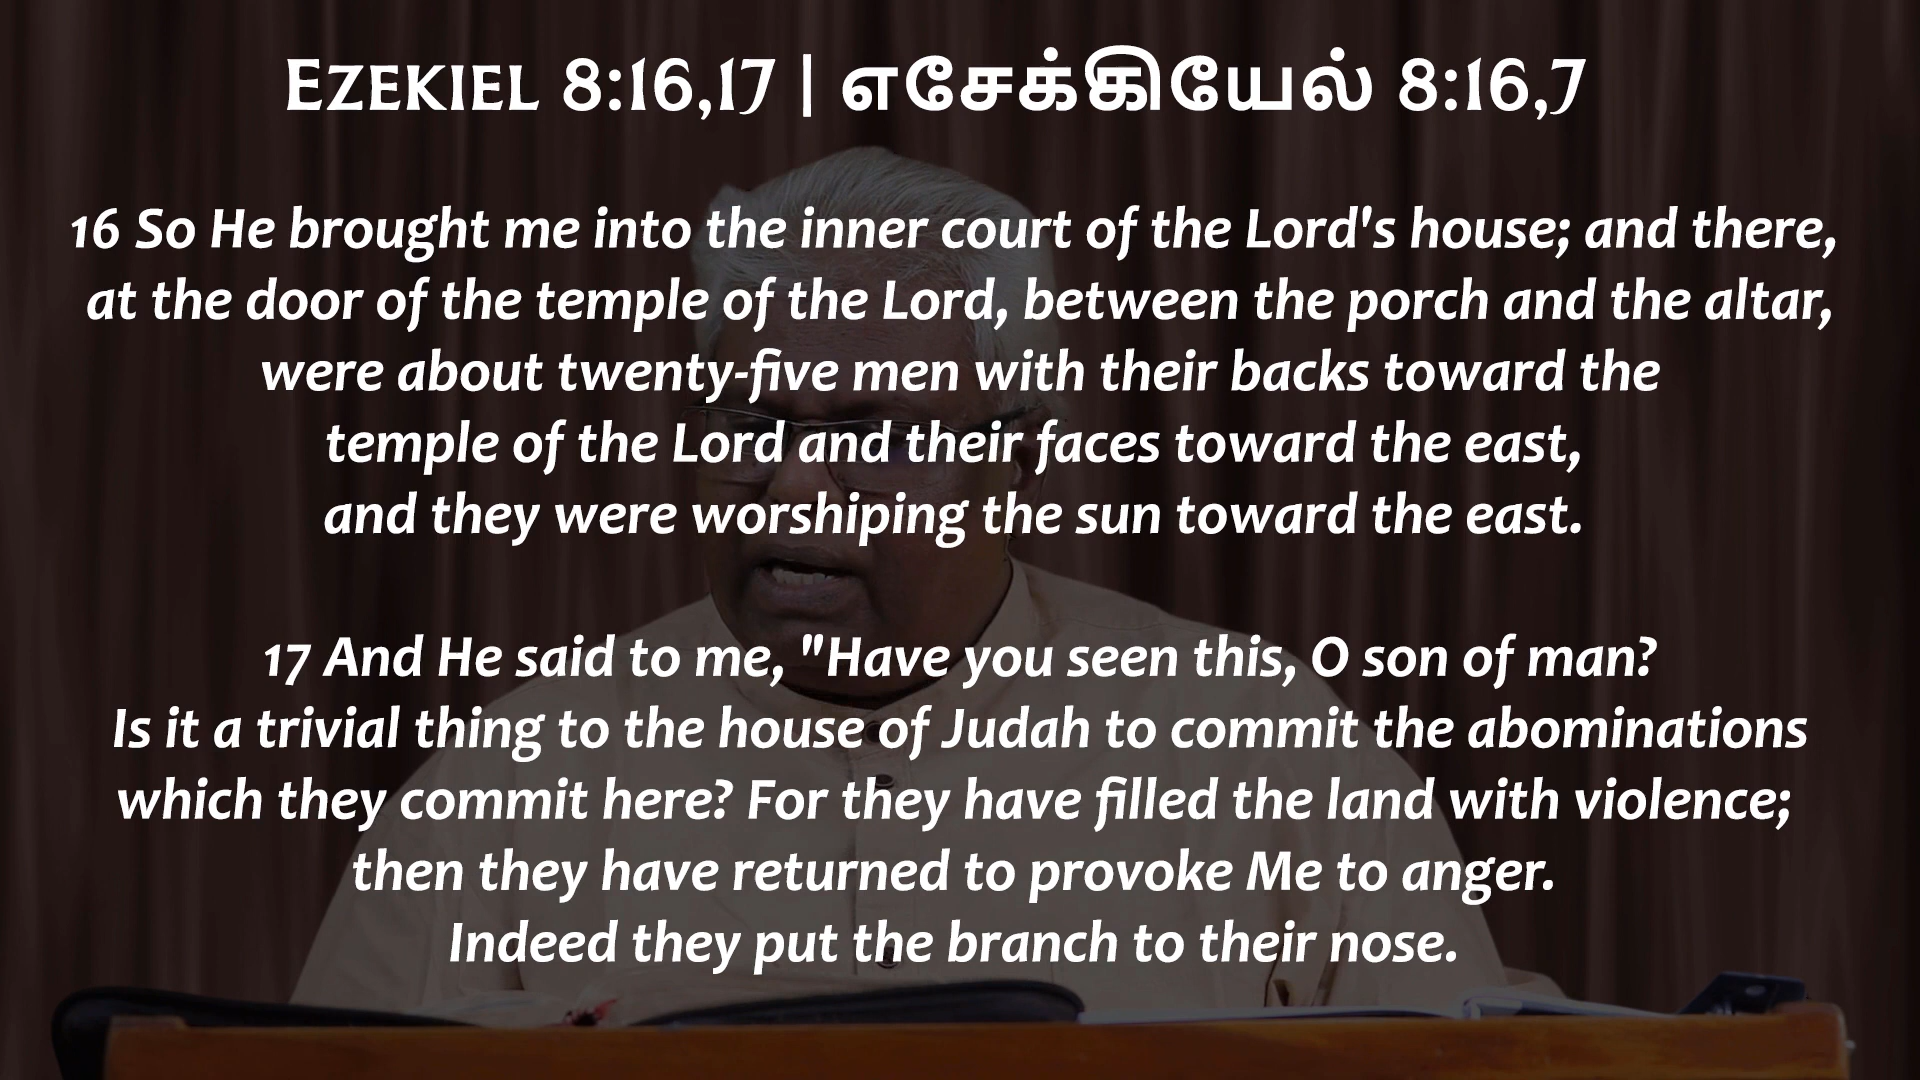 EZEKIEL 8:16,17 | எசேக்கியேல் 8:16,7
16 So He brought me into the inner court of the Lord's house; and there,
at the door of the temple of the Lord, between the porch and the altar,
were about twenty-five men with their backs toward the
temple of the Lord and their faces toward the east,
and they were worshiping the sun toward the east.
17 And He said to me, "Have you seen this, O son of man?
Is it a trivial thing to the house of Judah to commit the abominations
which they commit here? For they have filled the land with violence;
then they have returned to provoke Me to anger.
Indeed they put the branch to their nose.